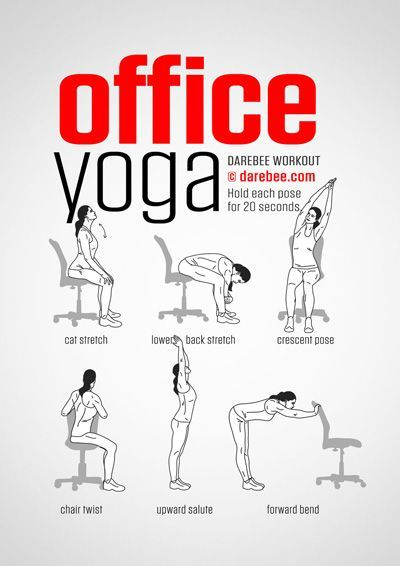 office
yoga
DAREBEE WORKOUT
© darebee.com
Hold each pose
for 20 seconds
cat stretch
lower back stretch
crescent pose
chair twist
upward salute
forward bend